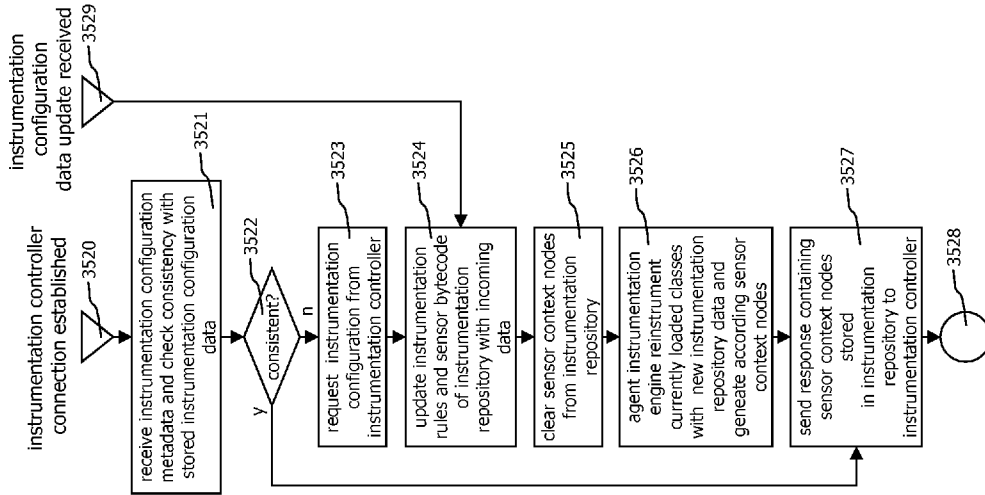 instrumentation controller
connection established
3520
instrumentation
configuration
data update received
3529
receive instrumentation configuration
metadata and check consistency with
stored instrumentation configuration
data
3521
consistent?
3522
y
n
request instrumentation
configuration from
instrumentation controller
3523
update instrumentation
rules and sensor bytecode
of instrumentation
repository with incoming
data
3524
clear sensor context nodes
from instrumentation
repository
3525
agent instrumentation
engine reinstrument
currently loaded classes
with new instrumentation
repository data and
geneate according sensor
context nodes
3526
send response containing
sensor context nodes
stored
in instrumentation
repository to
instrumentation controller
3527
3528